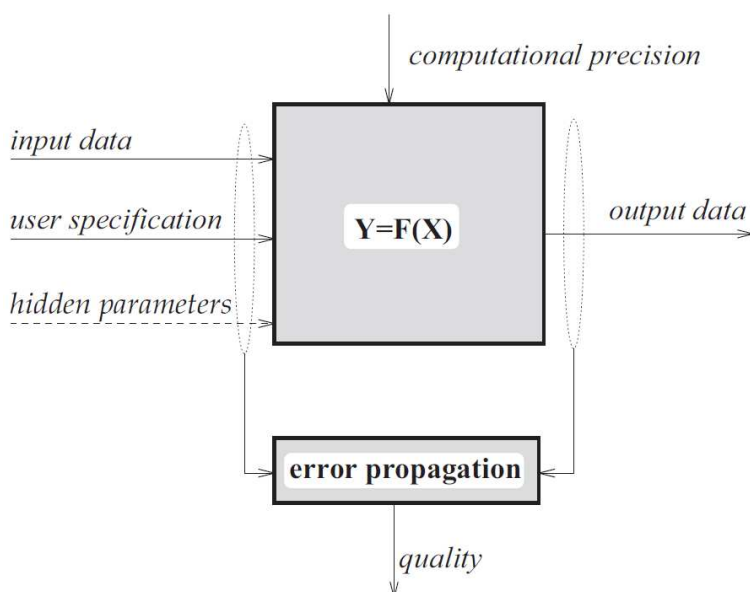 computational precision
input data
user specification
Y=F(X)
output data
hidden parameters
error propagation
quality